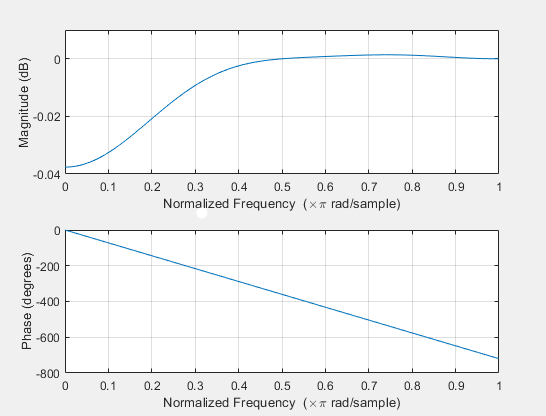 Magnitude (dB)
0
-0.02
-0.04
0 0.1 0.2 0.3 0.4 0.5 0.6 0.7 0.8 0.9 1
Normalized Frequency (×π rad/sample)
Phase (degrees)
0
-200
-400
-600
-800
0 0.1 0.2 0.3 0.4 0.5 0.6 0.7 0.8 0.9 1
Normalized Frequency (×π rad/sample)